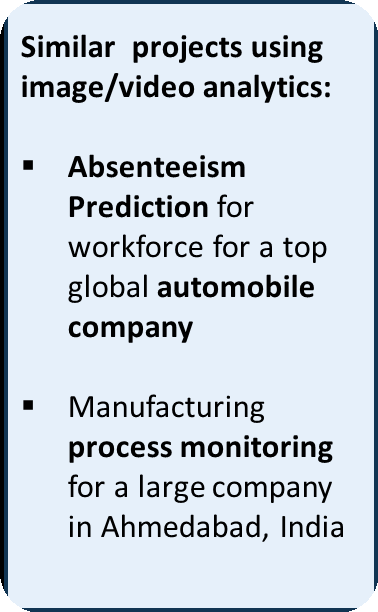 Similar projects using
image/video analytics:
▪ Absenteeism
Prediction for
workforce for a top
global automobile
company
▪ Manufacturing
process monitoring
for a large company
in Ahmedabad, India